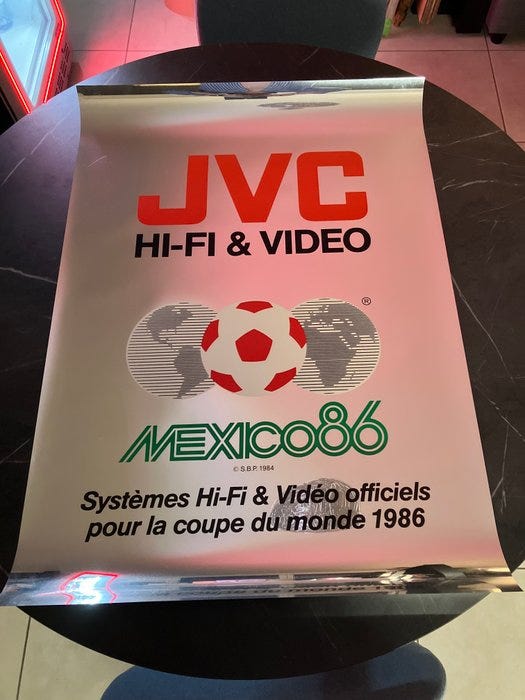 JVC
HI-FI & VIDEO
®
MEXICO86
© S.B.P. 1984
Systèmes Hi-Fi & Vidéo officiels
pour la coupe du monde 1986